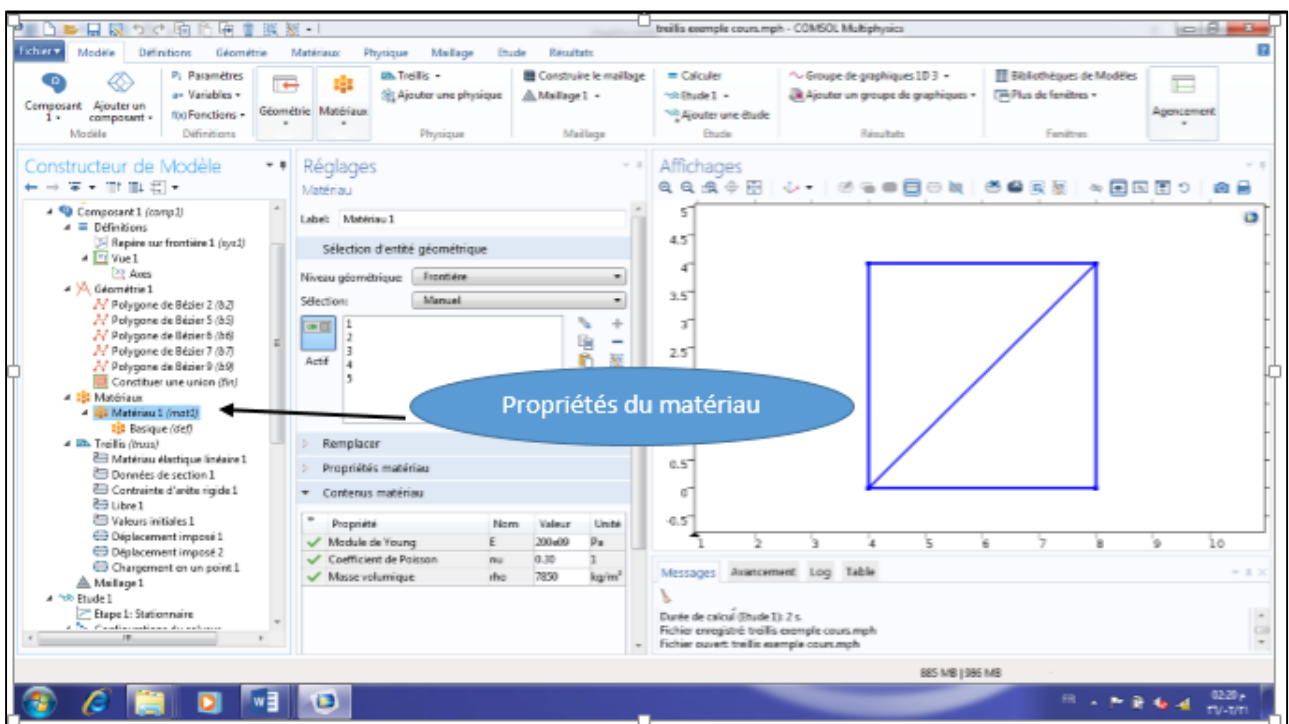 treillis exemple cours.mph - COMSOL Multiphysics
Fichier Modèle Définitions Géométrie Matériaux Physique Maillage Etude Résultats
Composant 1
Ajouter un composant
Modèle
Pi Paramètres
a= Variables
f(x) Fonctions
Définitions
Géométrie
Matériaux
Treillis
Ajouter une physique
Physique
Construire le maillage
Maillage 1
Maillage
= Calculer
Etude 1
Ajouter une étude
Etude
Groupe de graphiques 1D 3
Ajouter un groupe de graphiques
Résultats
Bibliothèques de Modèles
Plus de fenêtres
Fenêtres
Agencement
Constructeur de Modèle
Composant 1 (comp1)
Définitions
Repère sur frontière 1 (sys1)
Vue 1
Axes
Géométrie 1
Polygone de Bézier 2 (b2)
Polygone de Bézier 5 (b5)
Polygone de Bézier 6 (b6)
Polygone de Bézier 7 (b7)
Polygone de Bézier 9 (b9)
Constituer une union (fin)
Matériaux
Matériau 1 (mat1)
Basique (def)
Treillis (truss)
Matériau élastique linéaire 1
Données de section 1
Contrainte d'arête rigide 1
Libre 1
Valeurs initiales 1
Déplacement imposé 1
Déplacement imposé 2
Chargement en un point 1
Maillage 1
Etude 1
Etape 1: Stationnaire
Réglages
Matériau
Label: Matériau 1
Sélection d'entité géométrique
Niveau géométrique: Frontière
Sélection: Manuel
Actif
1
2
3
4
5
Propriétés du matériau
Remplacer
Propriétés matériau
Contenus matériau
Propriété Nom Valeur Unité
Module de Young E 200e09 Pa
Coefficient de Poisson nu 0.30 1
Masse volumique rho 7850 kg/m³
Affichages
5
4.5
4
3.5
3
2.5
0.5
0
-0.5
1 2 3 4 5 6 7 8 9 10
Messages Avancement Log Table
Durée de calcul (Etude 1): 2 s.
Fichier enregistré: treillis exemple cours.mph
Fichier ouvert: treillis exemple cours.mph
885 MB | 986 MB
FR